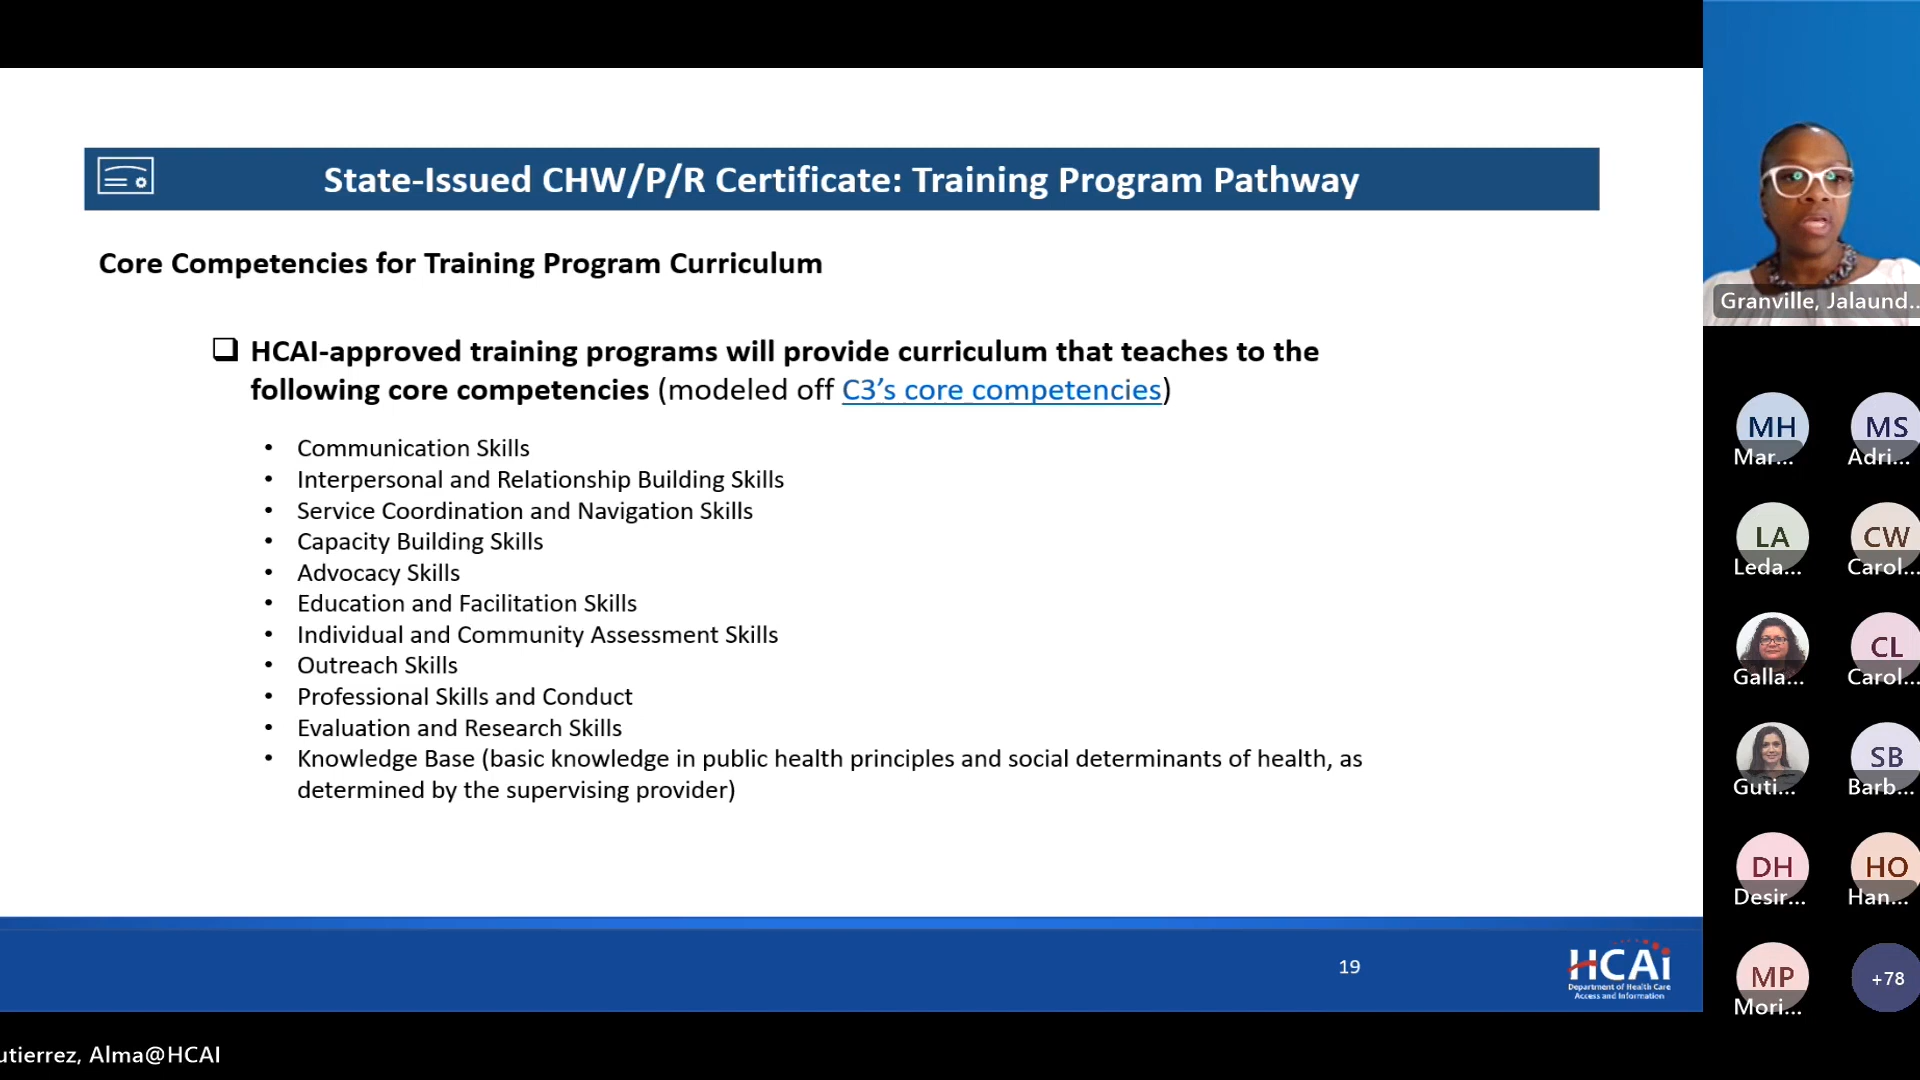 State-Issued CHW/P/R Certificate: Training Program Pathway
Core Competencies for Training Program Curriculum
HCAI-approved training programs will provide curriculum that teaches to the
following core competencies (modeled off C3’s core competencies)
• Communication Skills
• Interpersonal and Relationship Building Skills
• Service Coordination and Navigation Skills
• Capacity Building Skills
• Advocacy Skills
• Education and Facilitation Skills
• Individual and Community Assessment Skills
• Outreach Skills
• Professional Skills and Conduct
• Evaluation and Research Skills
• Knowledge Base (basic knowledge in public health principles and social determinants of health, as
determined by the supervising provider)
19
HCAi
Department of Health Care
Access and Information
Granville, Jalaund...
MH
Mar...
MS
Adri...
LA
Leda...
CW
Carol...
Galla...
CL
Carol...
Guti...
SB
Barb...
DH
Desir...
HO
Han...
MP
Mori...
+78
utierrez, Alma@HCAI